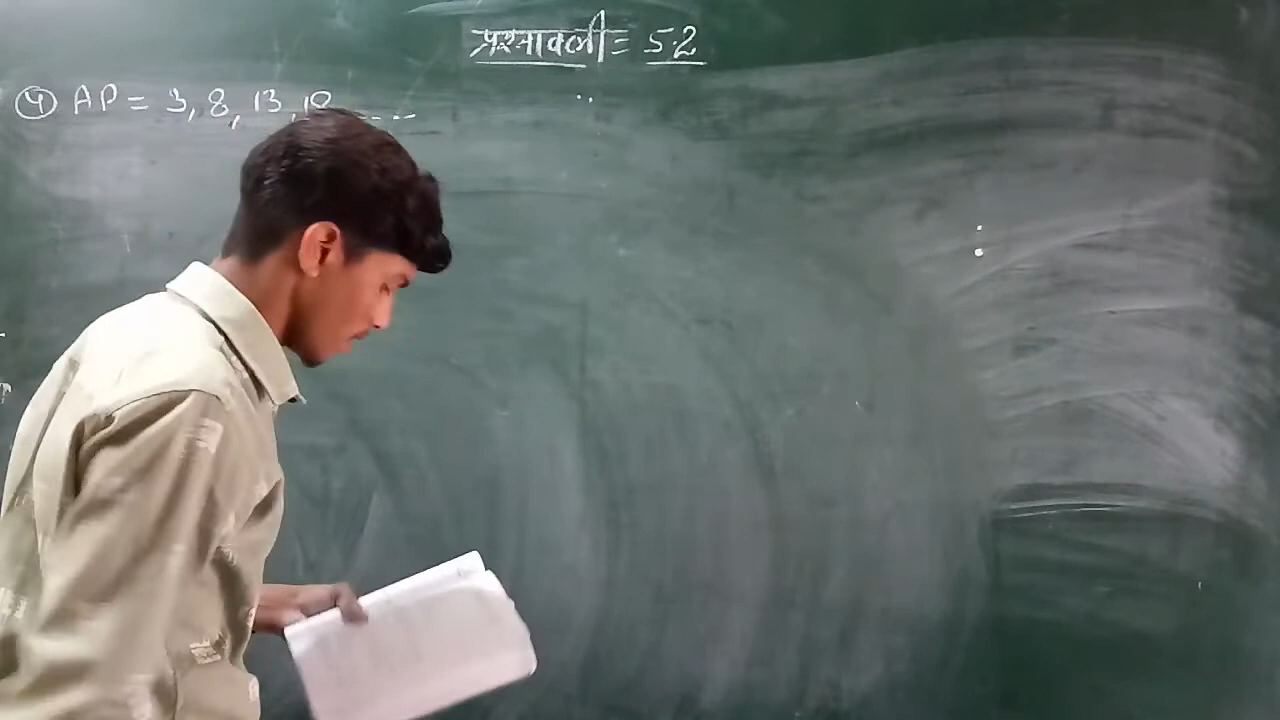 प्रश्नावली = 5.2
④ AP = 3, 8, 13, 18 ----